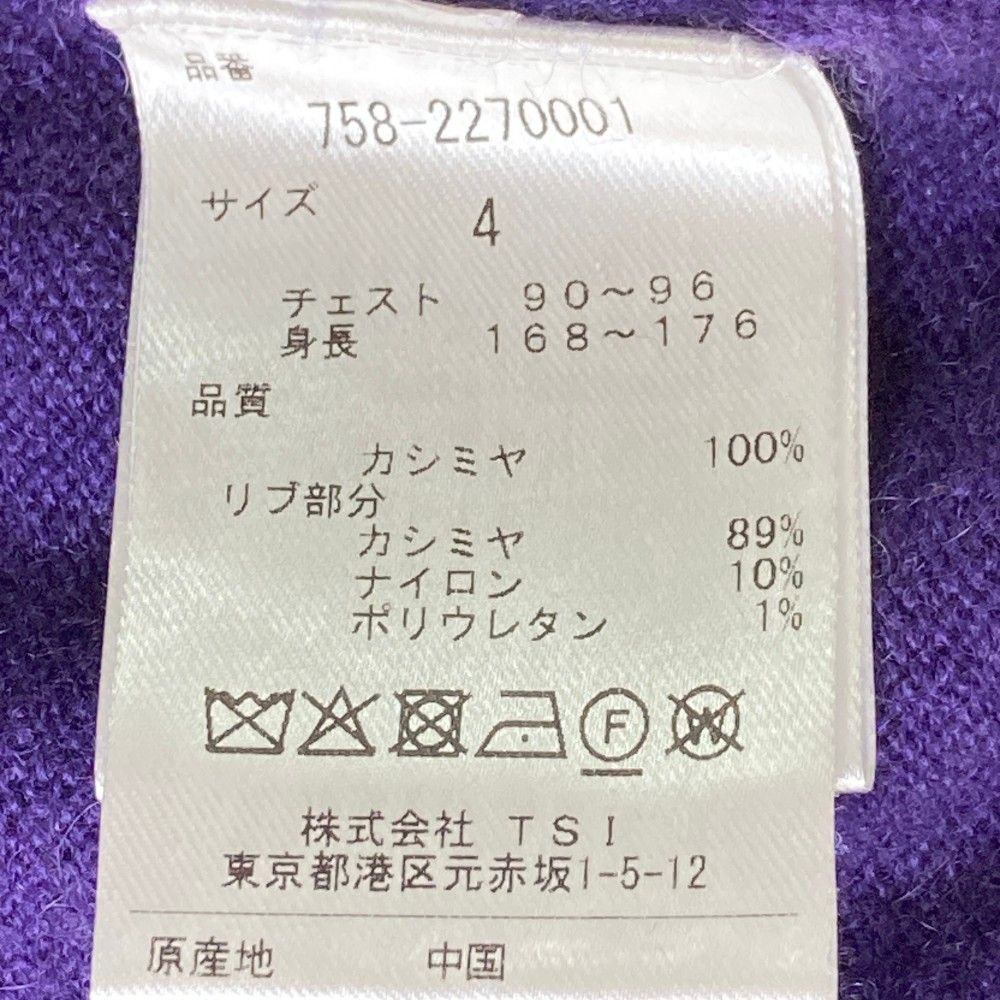 品番
758-2270001
サイズ 4
チェスト 90～96
身長 168～176
品質
カシミヤ 100%
リブ部分
カシミヤ 89%
ナイロン 10%
ポリウレタン 1%
F W
株式会社 TSI
東京都港区元赤坂1-5-12
原産地 中国